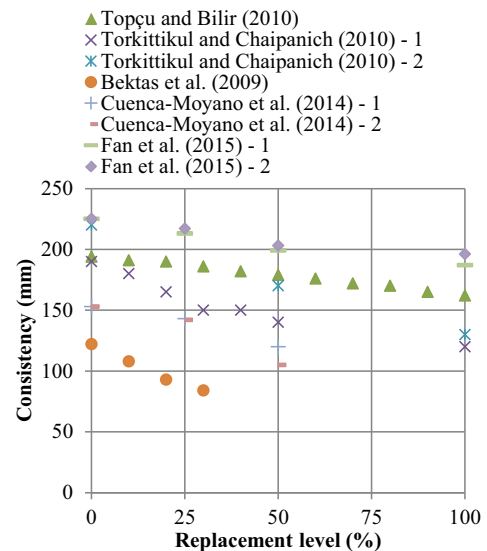 Topçu and Bilir (2010)
Torkittikul and Chaipanich (2010) - 1
Torkittikul and Chaipanich (2010) - 2
Bektas et al. (2009)
Cuenca-Moyano et al. (2014) - 1
Cuenca-Moyano et al. (2014) - 2
Fan et al. (2015) - 1
Fan et al. (2015) - 2
250
200
150
100
50
0
Consistency (mm)
0 25 50 75 100
Replacement level (%)